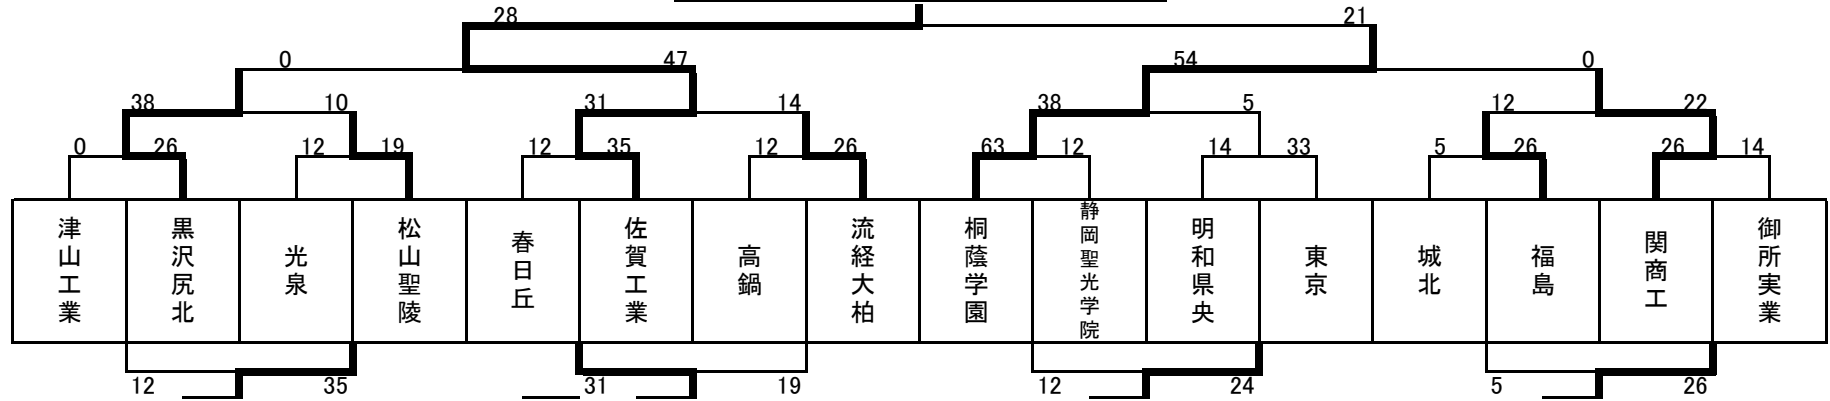 28 21
0 47 54 0
38 10 31 14 38 5 12 22
0 26 12 19 12 35 12 26 63 12 14 33 5 26 26 14
津山工業
黒沢尻北
光泉
松山聖陵
春日丘
佐賀工業
高鍋
流経大柏
桐蔭学園
静岡聖光学院
明和県央
東京
城北
福島
関商工
御所実業
12 35 31 19 12 24 5 26